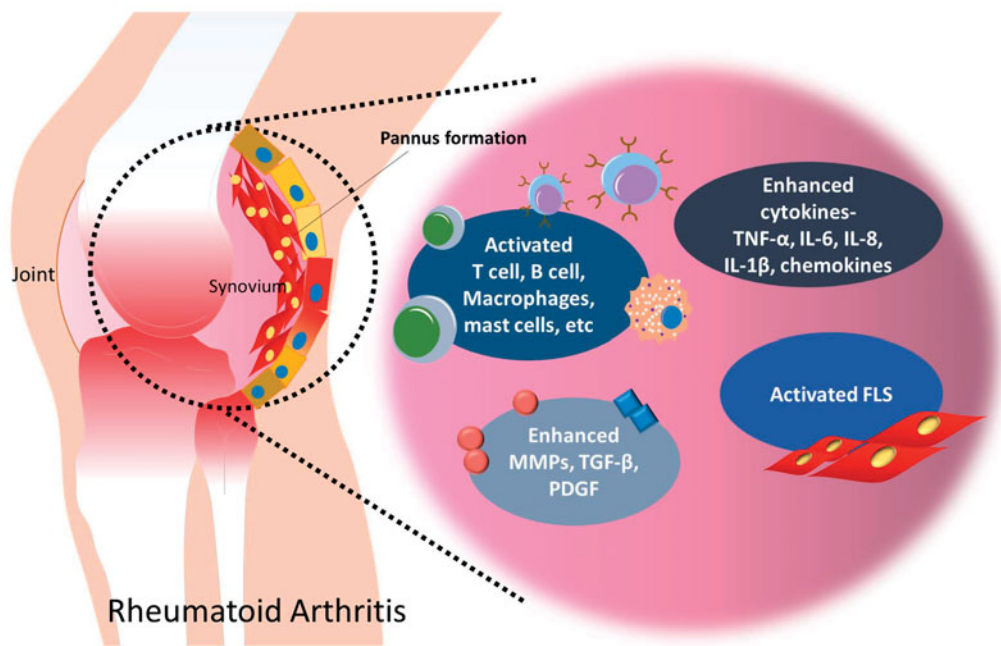 Pannus formation
Joint
Synovium
Rheumatoid Arthritis
Activated
T cell, B cell,
Macrophages,
mast cells, etc
Enhanced
cytokines-
TNF-α, IL-6, IL-8,
IL-1β, chemokines
Enhanced
MMPs, TGF-β,
PDGF
Activated FLS